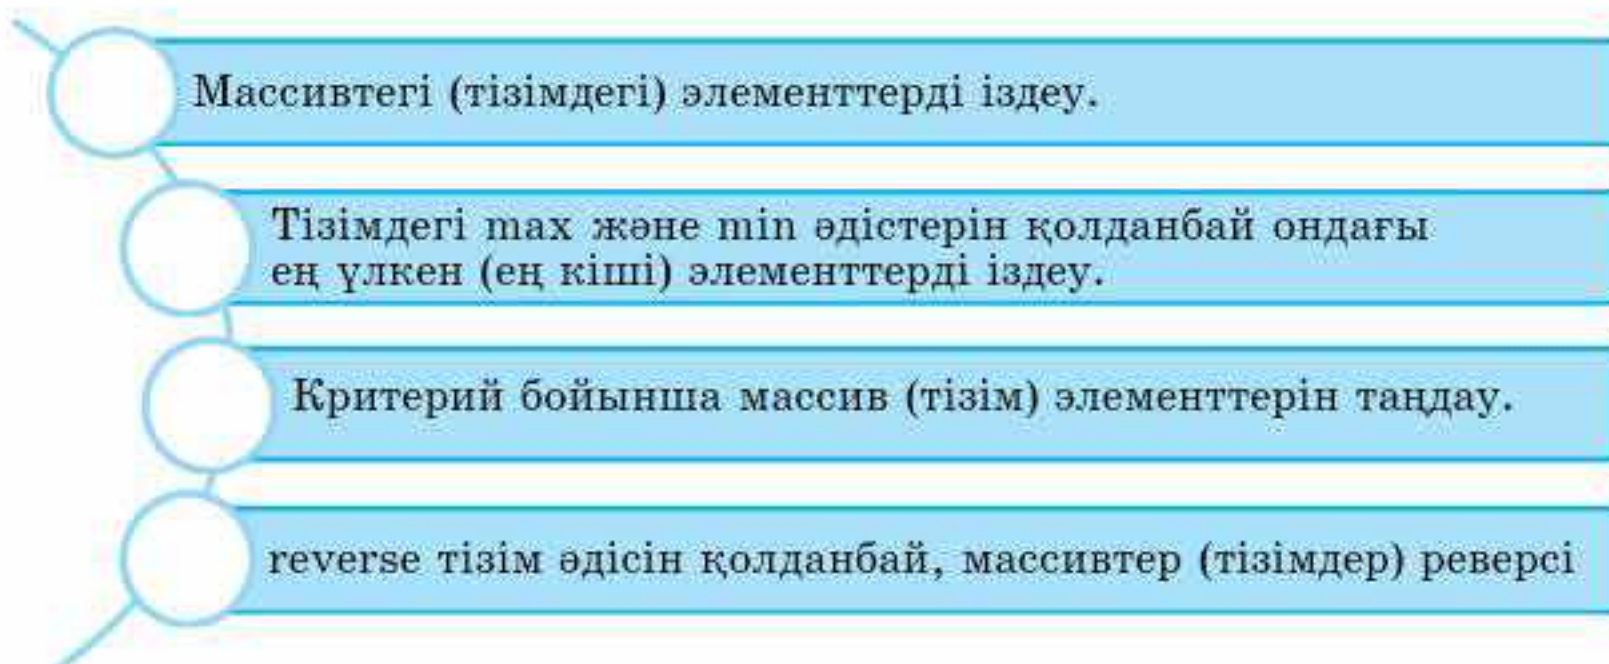 Массивтегі (тізімдегі) элементтерді іздеу.
Тізімдегі max және min әдістерін қолданбай ондағы
ең үлкен (ең кіші) элементтерді іздеу.
Критерий бойынша массив (тізім) элементтерін таңдау.
reverse тізім әдісін қолданбай, массивтер (тізімдер) реверсі